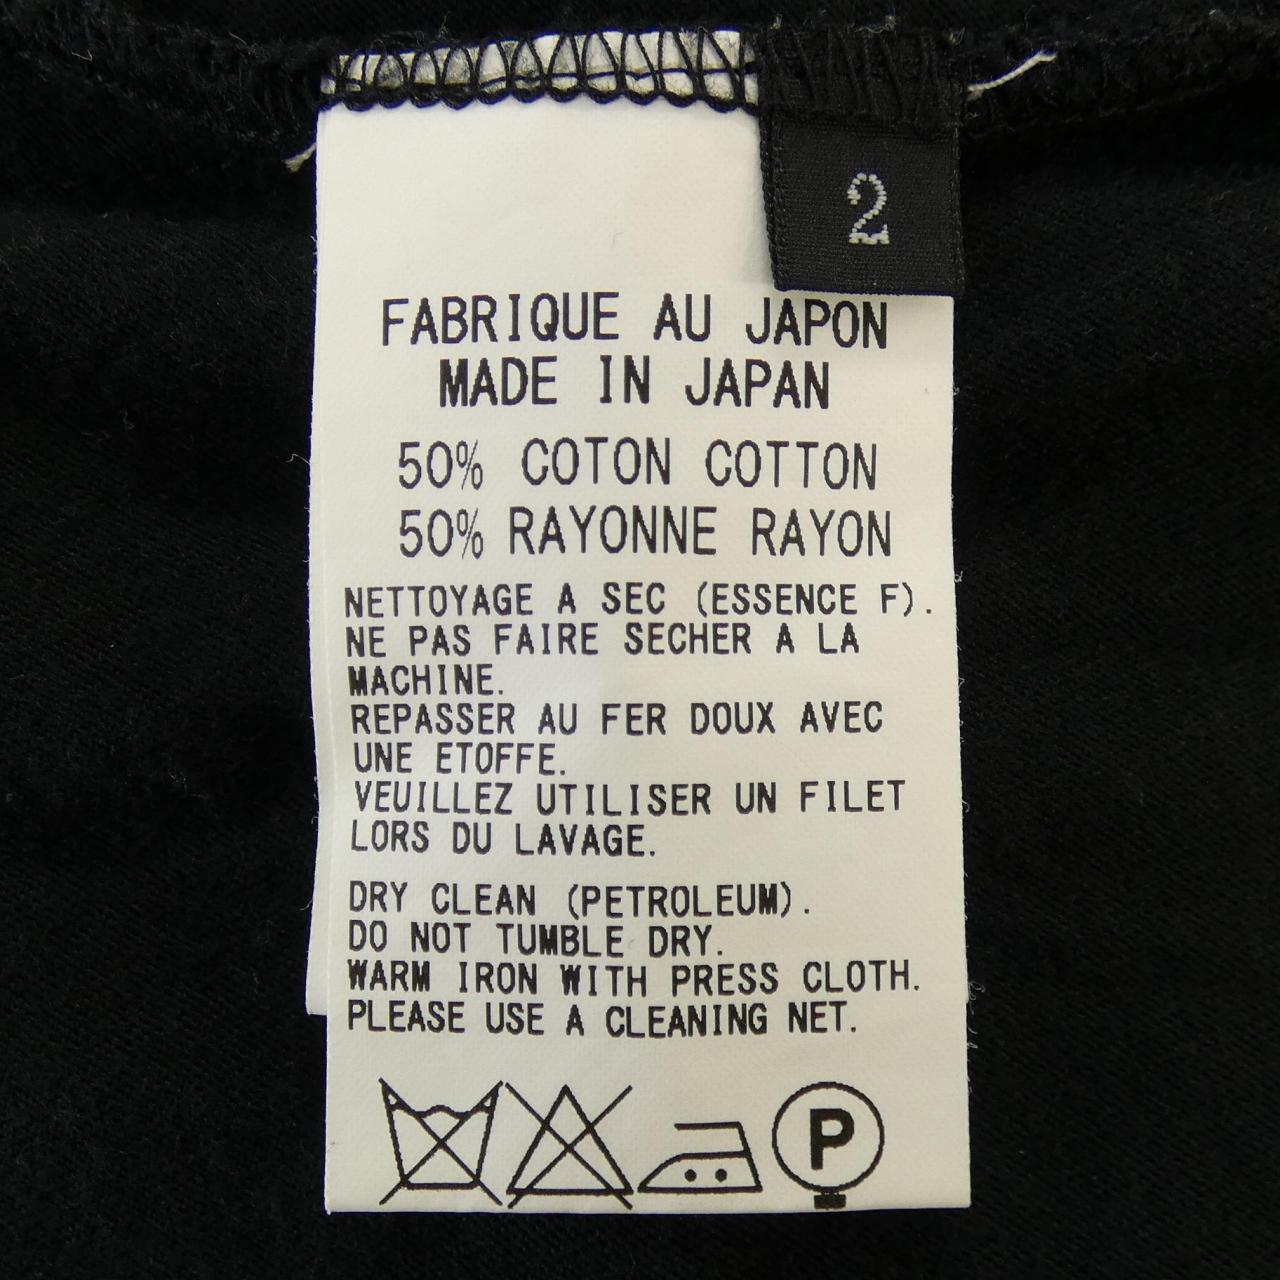 2
FABRIQUE AU JAPON
MADE IN JAPAN
50% COTON COTTON
50% RAYONNE RAYON
NETTOYAGE A SEC (ESSENCE F).
NE PAS FAIRE SECHER A LA
MACHINE.
REPASSER AU FER DOUX AVEC
UNE ETOFFE.
VEUILLEZ UTILISER UN FILET
LORS DU LAVAGE.
DRY CLEAN (PETROLEUM).
DO NOT TUMBLE DRY.
WARM IRON WITH PRESS CLOTH.
PLEASE USE A CLEANING NET.
P